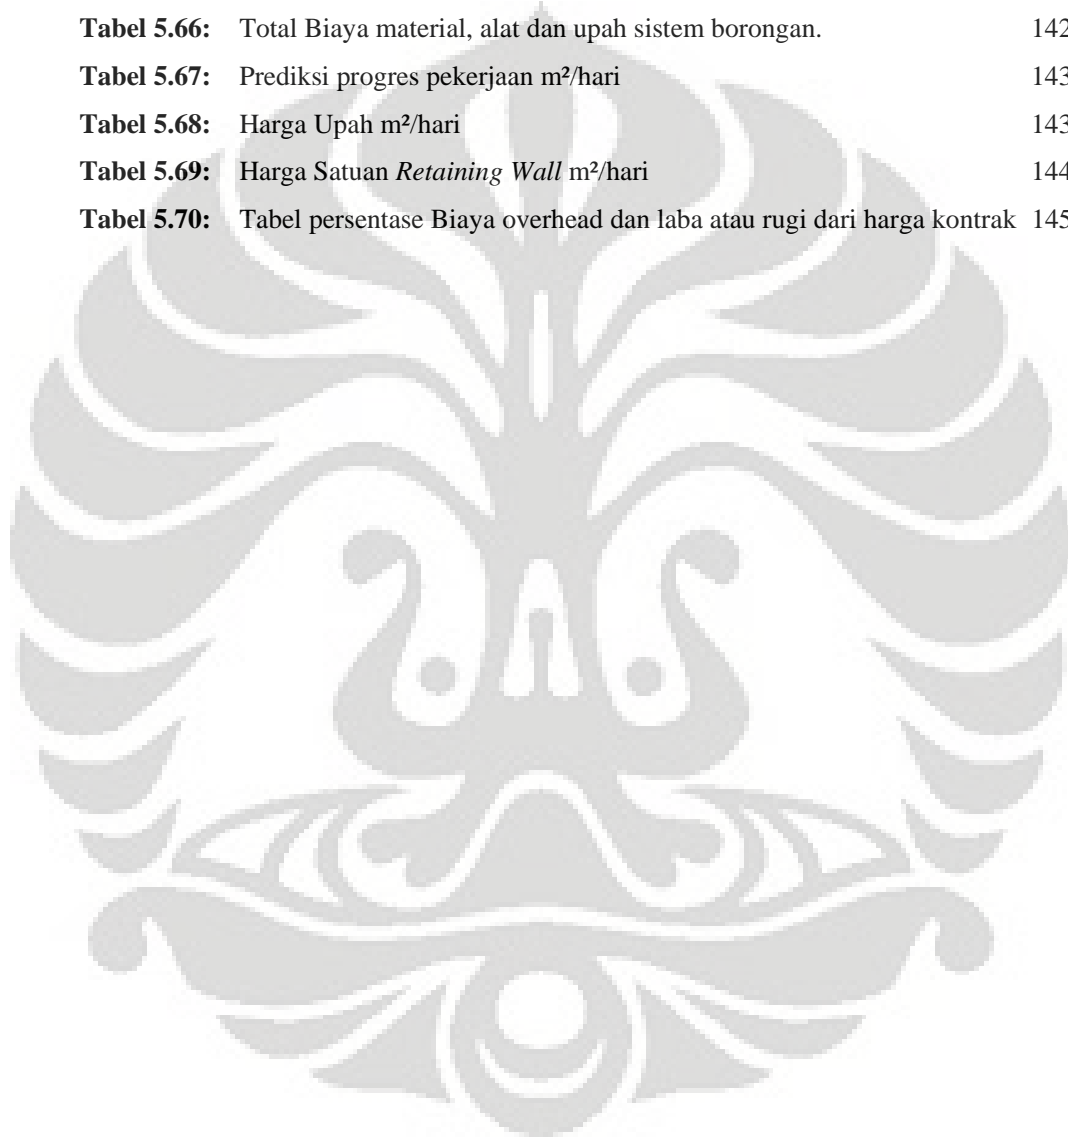 Tabel 5.66: Total Biaya material, alat dan upah sistem borongan. 142
Tabel 5.67: Prediksi progres pekerjaan m²/hari 143
Tabel 5.68: Harga Upah m²/hari 143
Tabel 5.69: Harga Satuan Retaining Wall m²/hari 144
Tabel 5.70: Tabel persentase Biaya overhead dan laba atau rugi dari harga kontrak 145